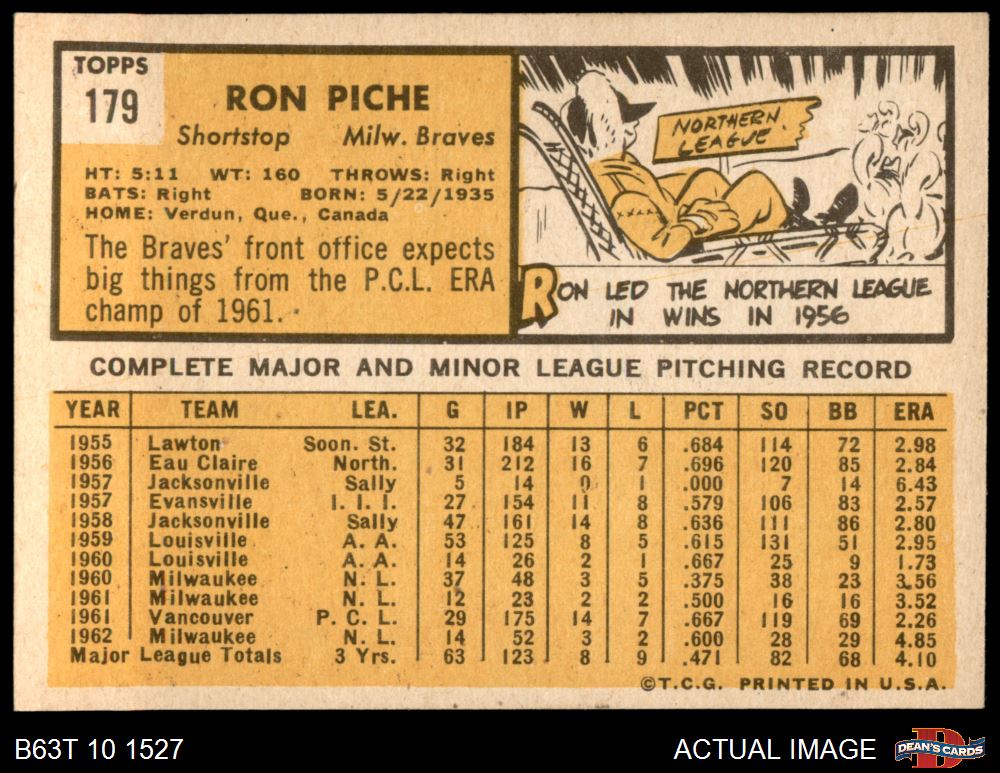 TOPPS
179
RON PICHE
Shortstop Milw. Braves
HT: 5:11 WT: 160 THROWS: Right
BATS: Right BORN: 5/22/1935
HOME: Verdun, Que., Canada
The Braves' front office expects
big things from the P.C.L. ERA
champ of 1961.
NORTHERN
LEAGUE
RON LED THE NORTHERN LEAGUE
IN WINS IN 1956
COMPLETE MAJOR AND MINOR LEAGUE PITCHING RECORD
YEAR TEAM LEA. G IP W L PCT SO BB ERA
1955 Lawton Soon. St. 32 184 13 6 .684 114 72 2.98
1956 Eau Claire North. 31 212 16 7 .696 120 85 2.84
1957 Jacksonville Sally 5 14 0 1 .000 7 14 6.43
1957 Evansville I. I. I. 27 154 11 8 .579 106 83 2.57
1958 Jacksonville Sally 47 161 14 8 .636 111 86 2.80
1959 Louisville A. A. 53 125 8 5 .615 131 51 2.95
1960 Louisville A. A. 14 26 2 1 .667 25 9 1.73
1960 Milwaukee N. L. 37 48 3 5 .375 38 23 3.56
1961 Milwaukee N. L. 12 23 2 2 .500 16 16 3.52
1961 Vancouver P. C. L. 29 175 14 7 .667 119 69 2.26
1962 Milwaukee N. L. 14 52 3 2 .600 28 29 4.85
Major League Totals 3 Yrs. 63 123 8 9 .471 82 68 4.10
©T.C.G. PRINTED IN U.S.A.
B63T 10 1527
ACTUAL IMAGE
D
DEAN'S CARDS